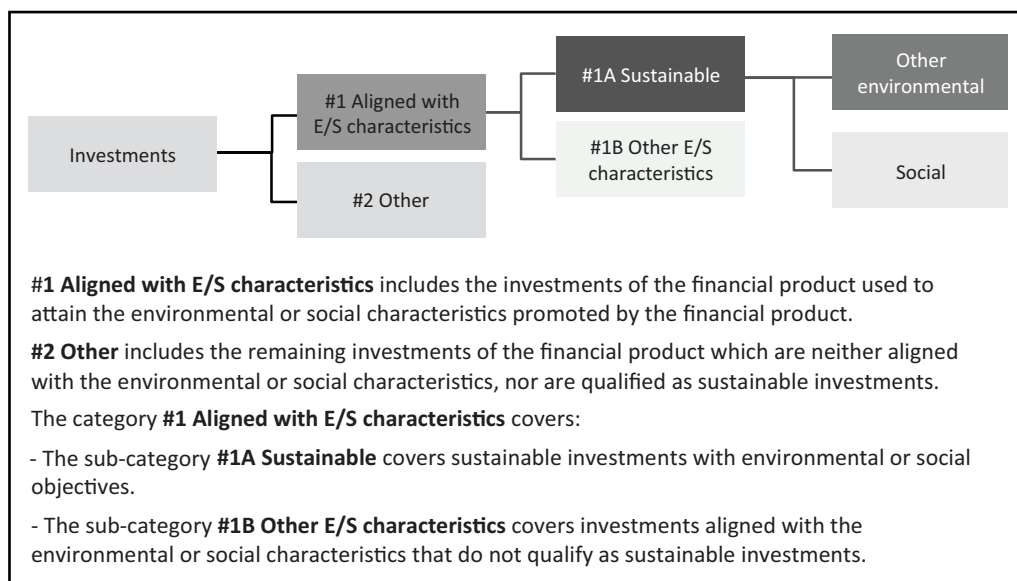 Investments
#1 Aligned with
E/S characteristics
#2 Other
#1A Sustainable
#1B Other E/S
characteristics
Other
environmental
Social
#1 Aligned with E/S characteristics includes the investments of the financial product used to
attain the environmental or social characteristics promoted by the financial product.
#2 Other includes the remaining investments of the financial product which are neither aligned
with the environmental or social characteristics, nor are qualified as sustainable investments.
The category #1 Aligned with E/S characteristics covers:
- The sub-category #1A Sustainable covers sustainable investments with environmental or social
objectives.
- The sub-category #1B Other E/S characteristics covers investments aligned with the
environmental or social characteristics that do not qualify as sustainable investments.